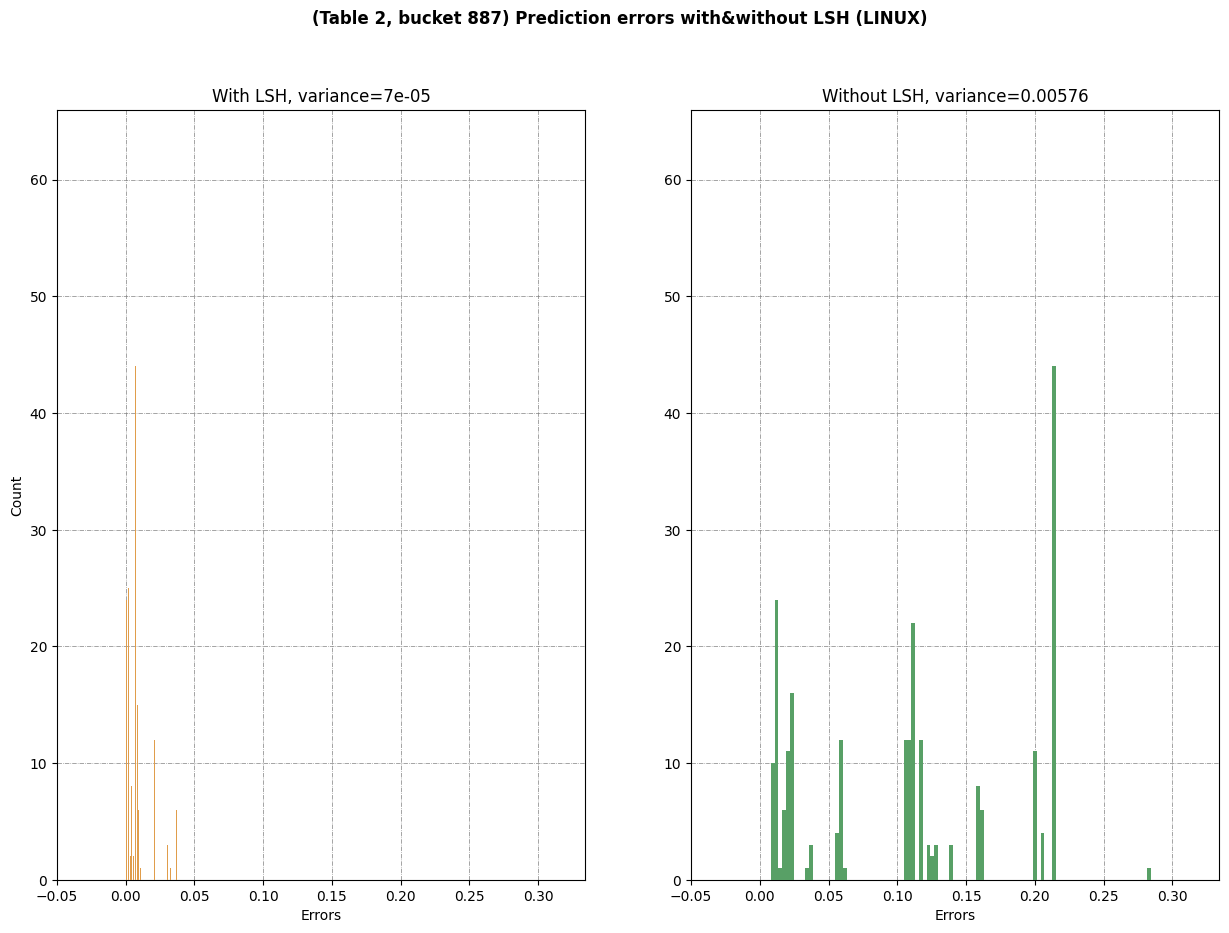 (Table 2, bucket 887) Prediction errors with&without LSH (LINUX)
With LSH, variance=7e-05
Count
60
50
40
30
20
10
0
−0.05 0.00 0.05 0.10 0.15 0.20 0.25 0.30
Errors
Without LSH, variance=0.00576
60
50
40
30
20
10
0
−0.05 0.00 0.05 0.10 0.15 0.20 0.25 0.30
Errors